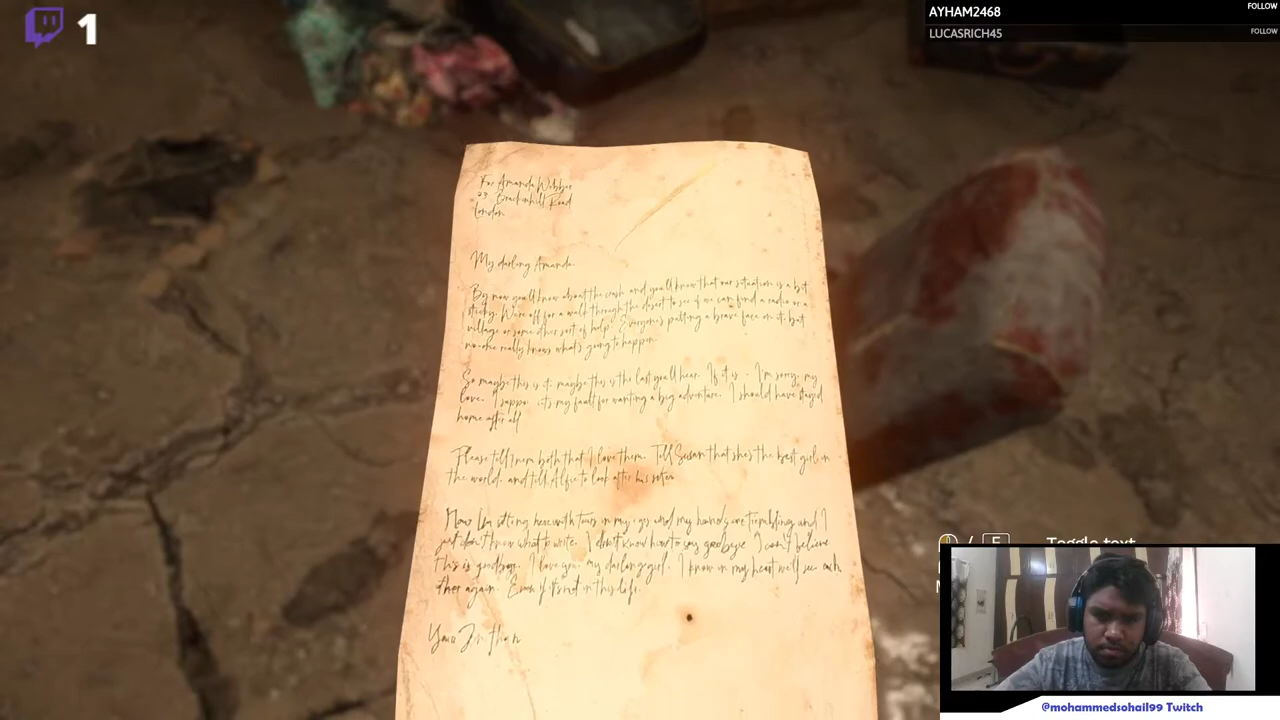 1
AYHAM2468
FOLLOW
LUCASRICH45
FOLLOW
For Amanda Webber
23 Brackinhill Road
London
My darling Amanda.
By now you'll know about the crash and you'll know that our situation is a bit
sticky. We're off for a walk through the desert to see if we can find a radio or a
village or some other sort of help. Everyone's putting a brave face on it, but
no-one really knows what's going to happen.
So maybe this is it, maybe this is the last you'll hear. If it is - I'm sorry, my
love. I suppose it's my fault for wanting a big adventure. I should have stayed
home after all
Please tell them both that I love them. Tell Susan that she's the best girl in
the world, and tell Alfie to look after his sister.
Now I'm sitting here with tears in my eyes and my hands are trembling and I
just don't know what to write. I don't know how to say goodbye. I can't believe
this is goodbye. I love you, my darling girl. I know in my heart we'll see each
other again. Even if it's not in this life.
Your Jonathan
/ F Toggle text
@mohammedsohail99 Twitch